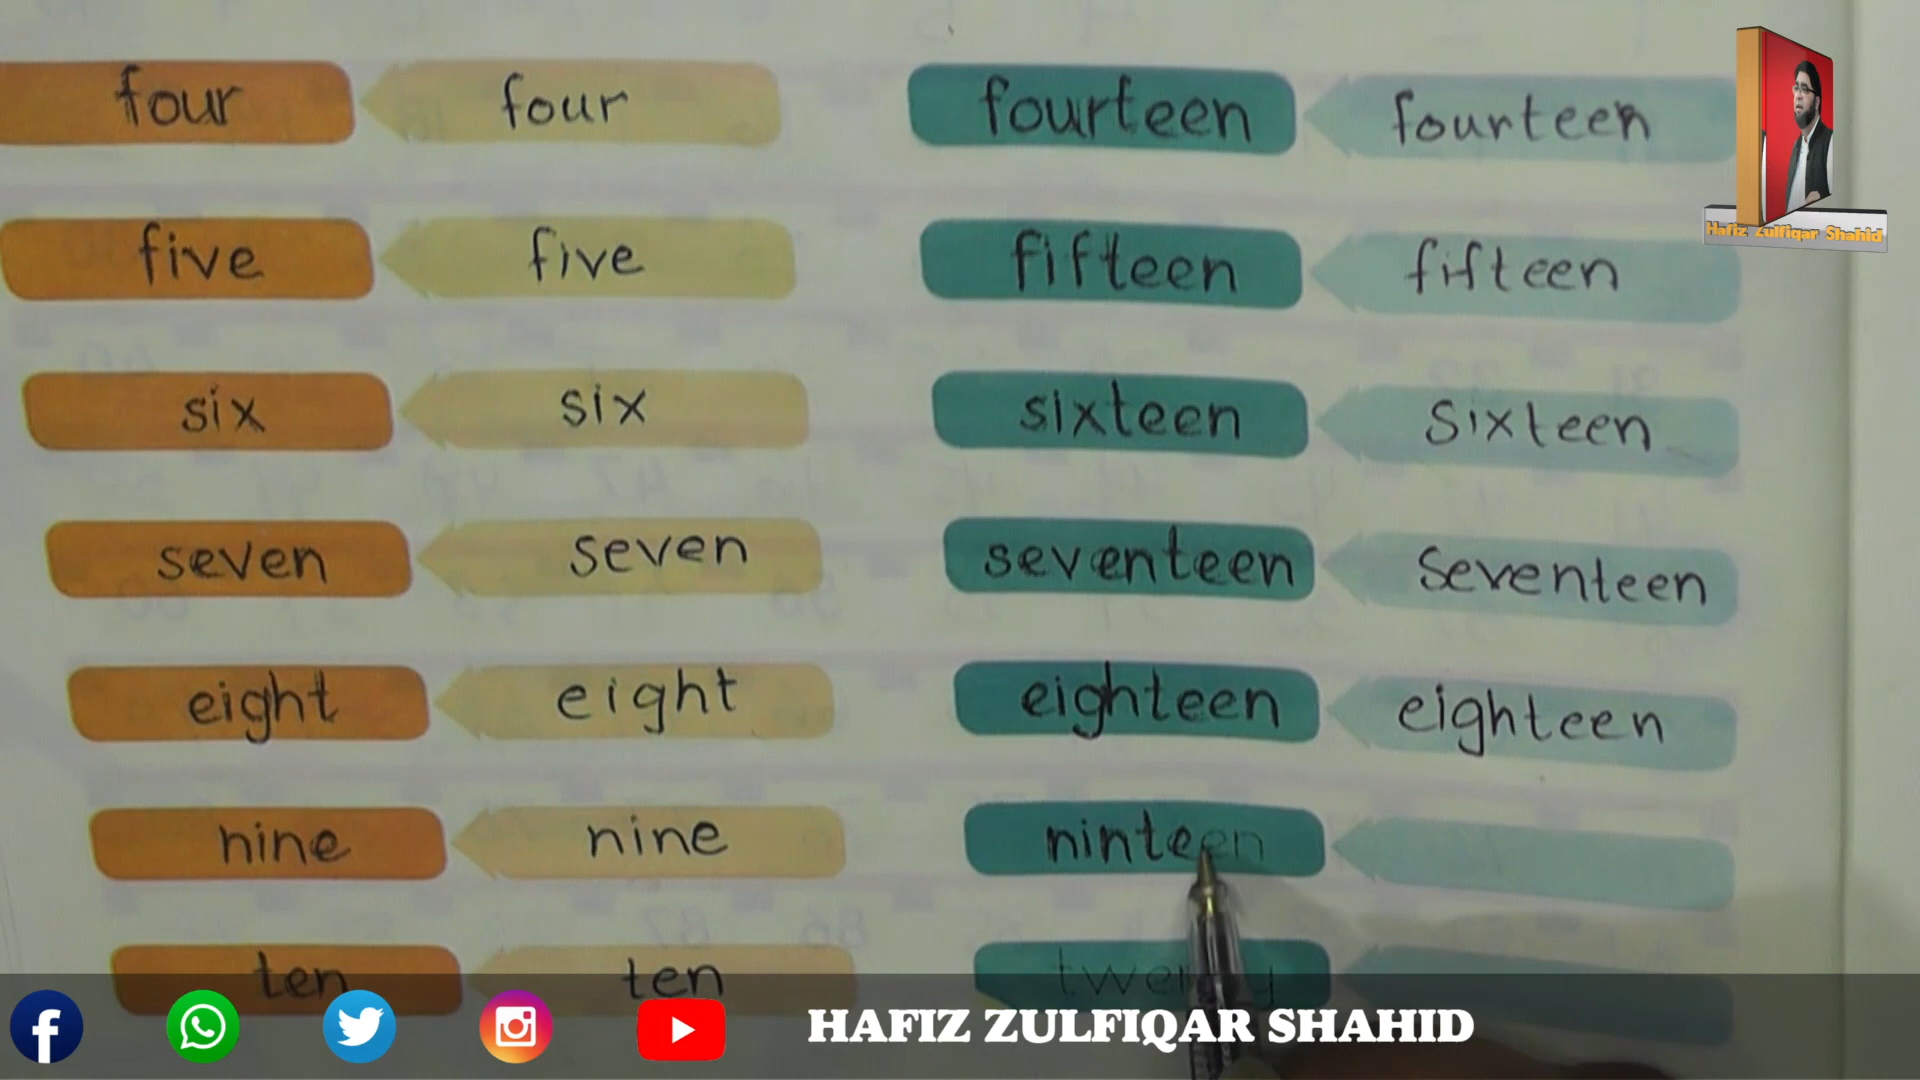 four four fourteen fourteen
five five fifteen fifteen
six six sixteen sixteen
seven seven seventeen seventeen
eight eight eighteen eighteen
nine nine ninteen
ten ten
Hafiz Zulfiqar Shahid
HAFIZ ZULFIQAR SHAHID